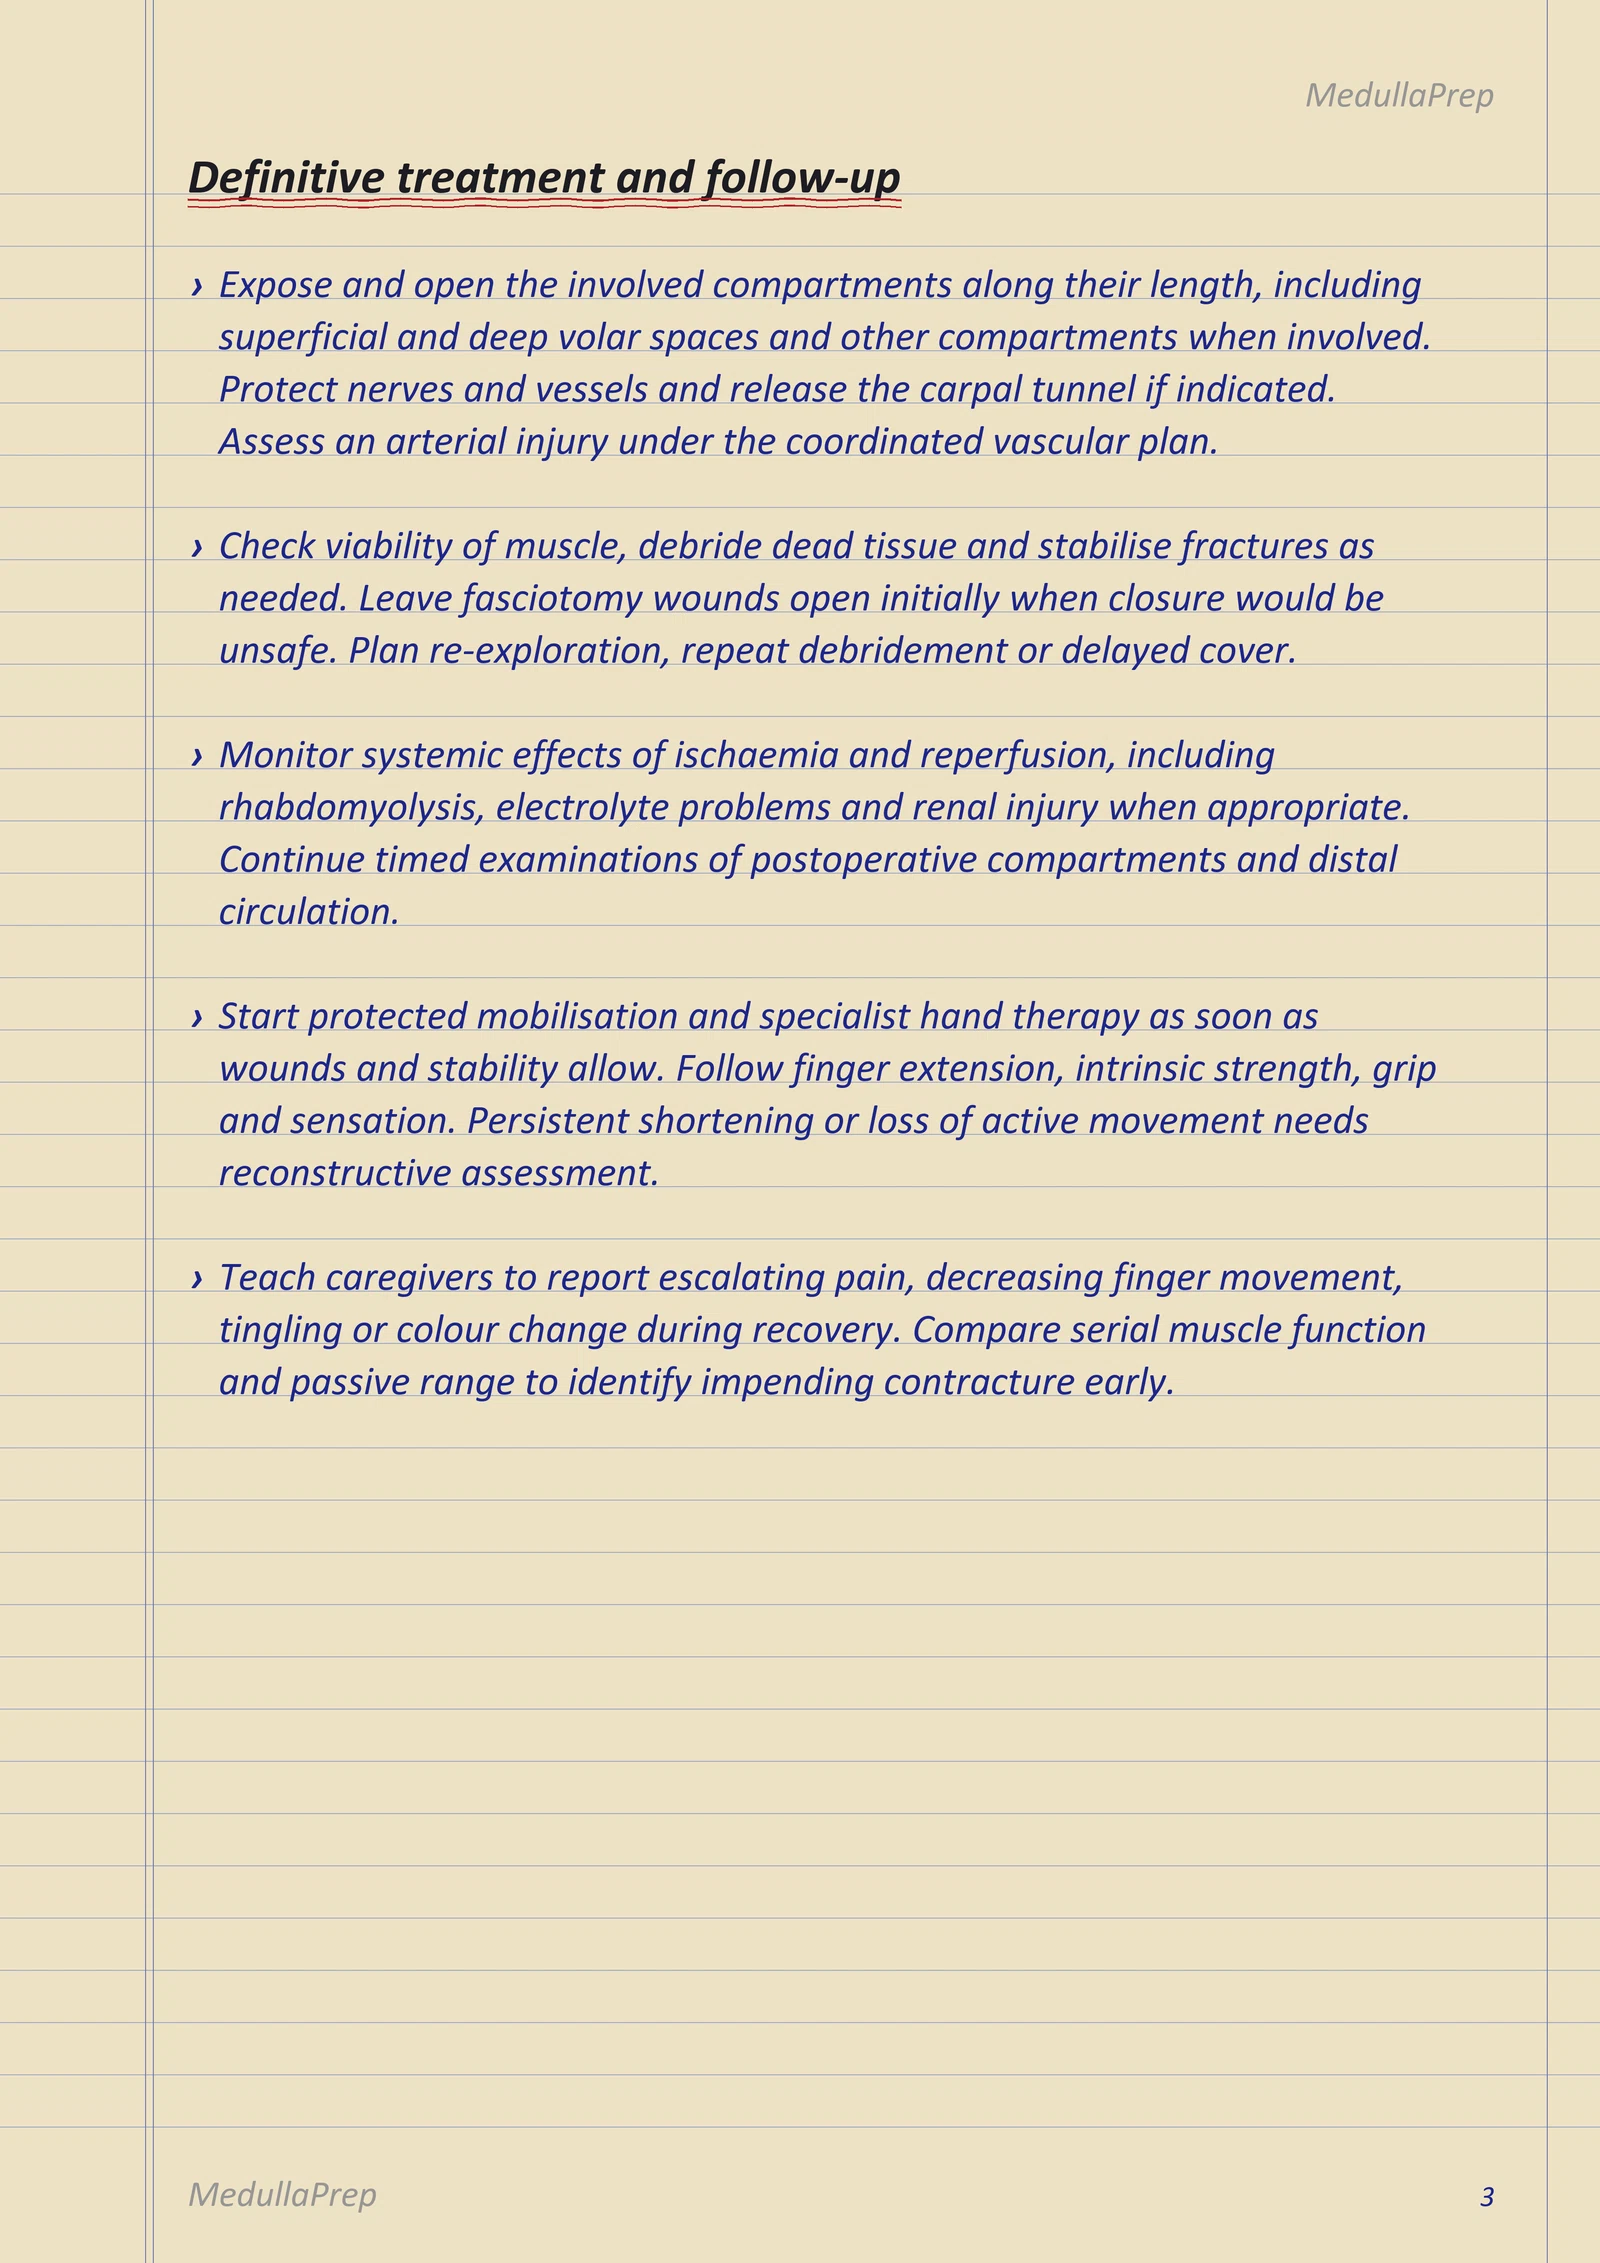 MedullaPrep
Definitive treatment and follow-up
› Expose and open the involved compartments along their length, including
superficial and deep volar spaces and other compartments when involved.
Protect nerves and vessels and release the carpal tunnel if indicated.
Assess an arterial injury under the coordinated vascular plan.
› Check viability of muscle, debride dead tissue and stabilise fractures as
needed. Leave fasciotomy wounds open initially when closure would be
unsafe. Plan re-exploration, repeat debridement or delayed cover.
› Monitor systemic effects of ischaemia and reperfusion, including
rhabdomyolysis, electrolyte problems and renal injury when appropriate.
Continue timed examinations of postoperative compartments and distal
circulation.
› Start protected mobilisation and specialist hand therapy as soon as
wounds and stability allow. Follow finger extension, intrinsic strength, grip
and sensation. Persistent shortening or loss of active movement needs
reconstructive assessment.
› Teach caregivers to report escalating pain, decreasing finger movement,
tingling or colour change during recovery. Compare serial muscle function
and passive range to identify impending contracture early.
MedullaPrep
3